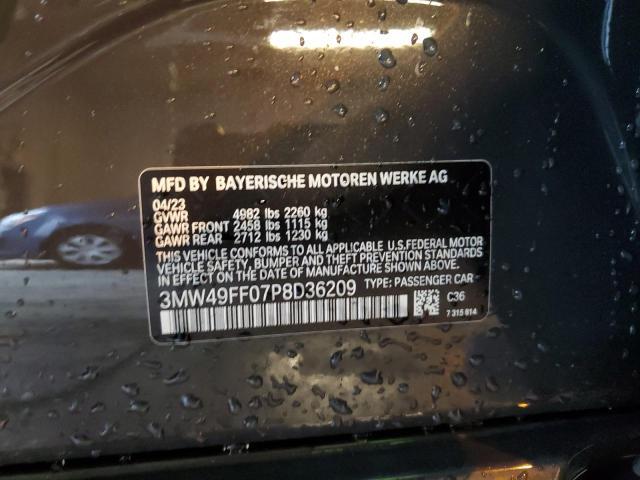 MFD BY BAYERISCHE MOTOREN WERKE AG
04/23
GVWR 4982 lbs 2260 kg
GAWR FRONT 2458 lbs 1115 kg
GAWR REAR 2712 lbs 1230 kg
THIS VEHICLE CONFORMS TO ALL APPLICABLE U.S.FEDERAL MOTOR
VEHICLE SAFETY, BUMPER AND THEFT PREVENTION STANDARDS
IN EFFECT ON THE DATE OF MANUFACTURE SHOWN ABOVE.
3MW49FF07P8D36209 TYPE: PASSENGER CAR
C36
7 315 814